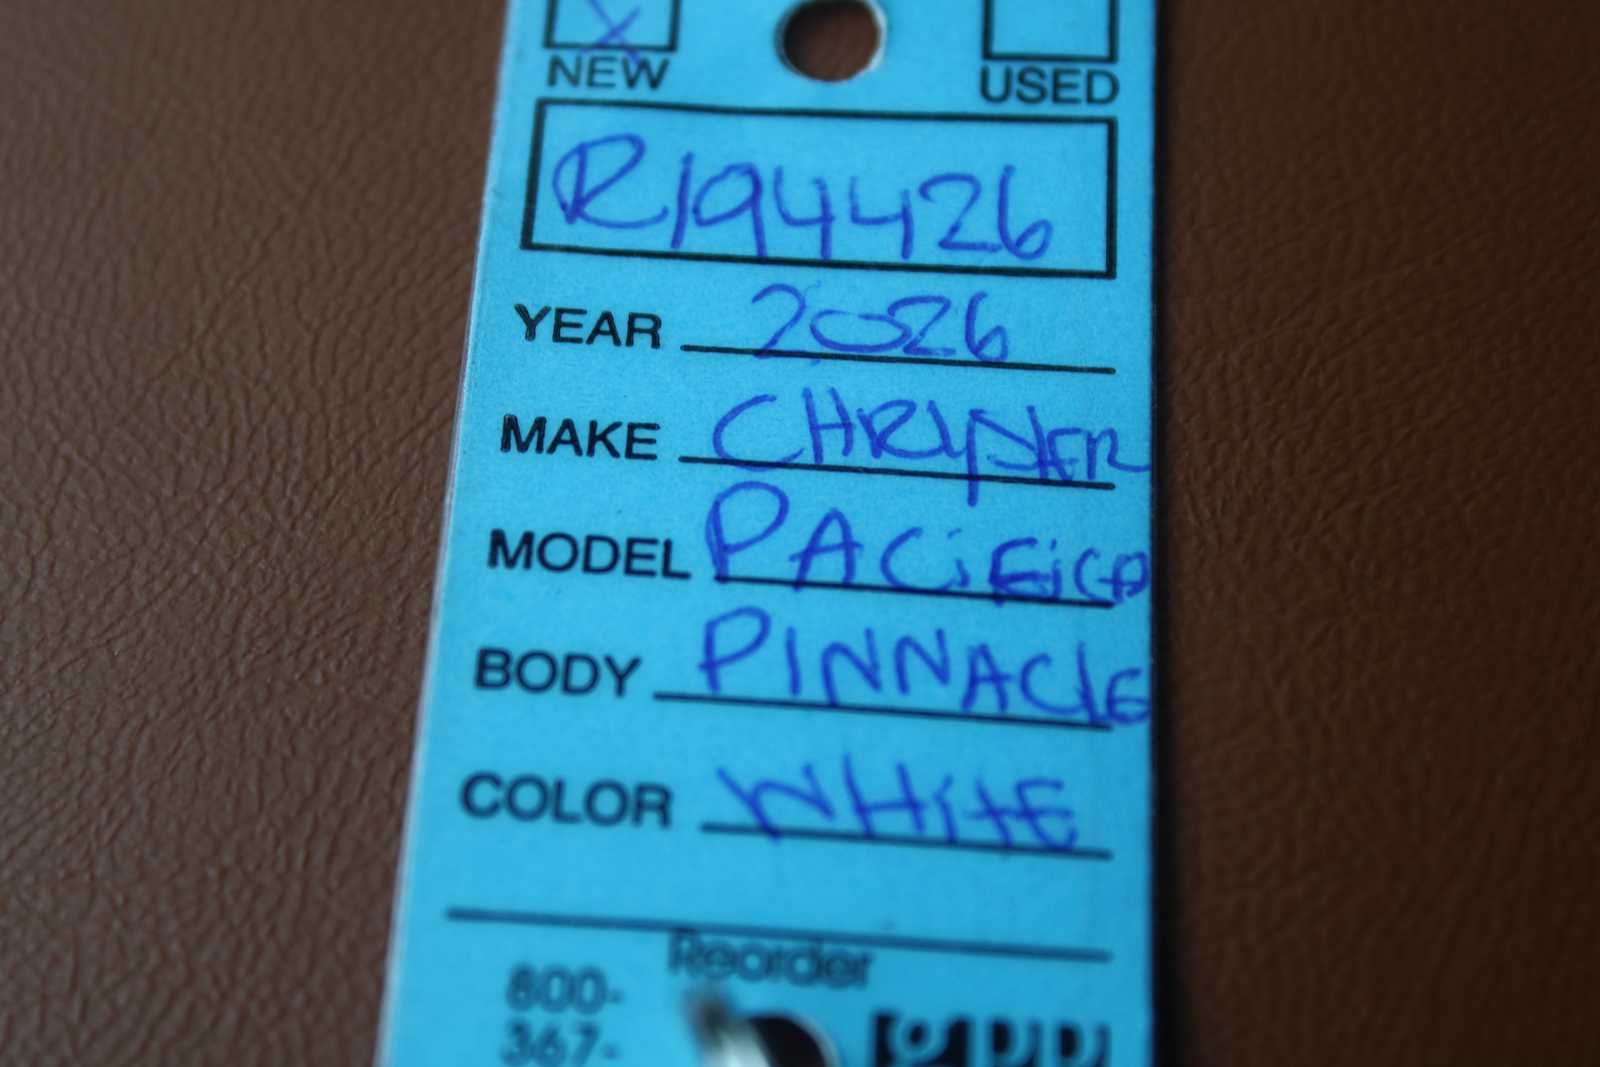 X
NEW USED
R194426
YEAR 2026
MAKE CHRYSLER
MODEL PACiFiCA
BODY PINNACLE
COLOR WHitE
Reorder
800-
367-